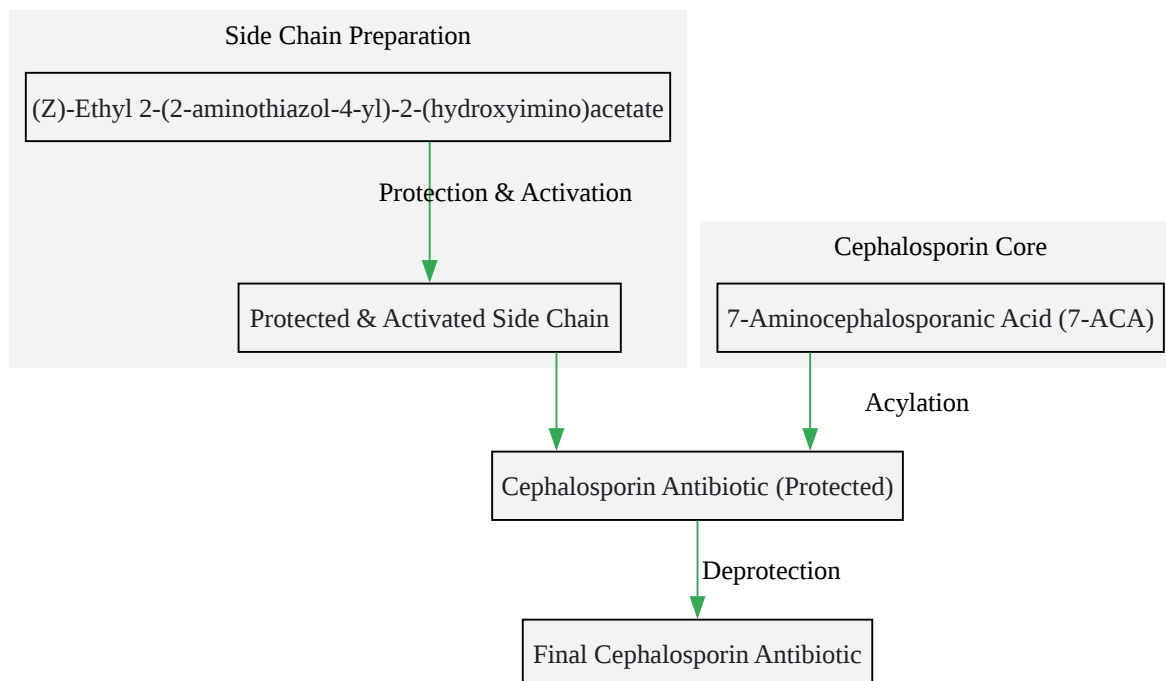 Side Chain Preparation
(Z)-Ethyl 2-(2-aminothiazol-4-yl)-2-(hydroxyimino)acetate
Protection & Activation
Cephalosporin Core
Protected & Activated Side Chain
7-Aminocephalosporanic Acid (7-ACA)
Acylation
Cephalosporin Antibiotic (Protected)
Deprotection
Final Cephalosporin Antibiotic